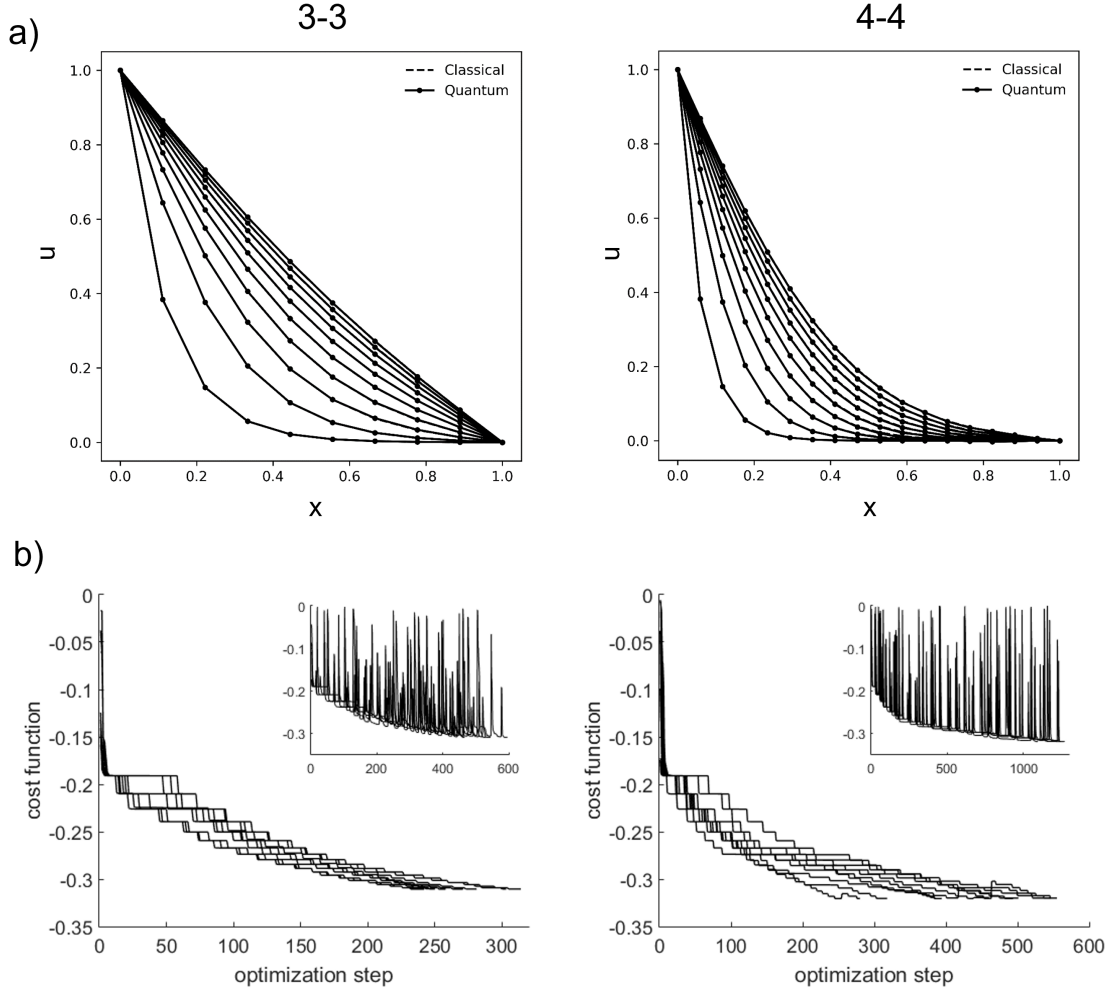 3-3
4-4
a)
Classical
Quantum
1.0
0.8
0.6
0.4
0.2
0.0
u
0.0 0.2 0.4 0.6 0.8 1.0
x
Classical
Quantum
1.0
0.8
0.6
0.4
0.2
0.0
u
0.0 0.2 0.4 0.6 0.8 1.0
x
b)
0
-0.05
-0.1
-0.15
-0.2
-0.25
-0.3
-0.35
cost function
0 50 100 150 200 250 300
optimization step
0
-0.1
-0.2
-0.3
0 200 400 600
0
-0.05
-0.1
-0.15
-0.2
-0.25
-0.3
-0.35
cost function
0 100 200 300 400 500 600
optimization step
0
-0.1
-0.2
-0.3
0 500 1000